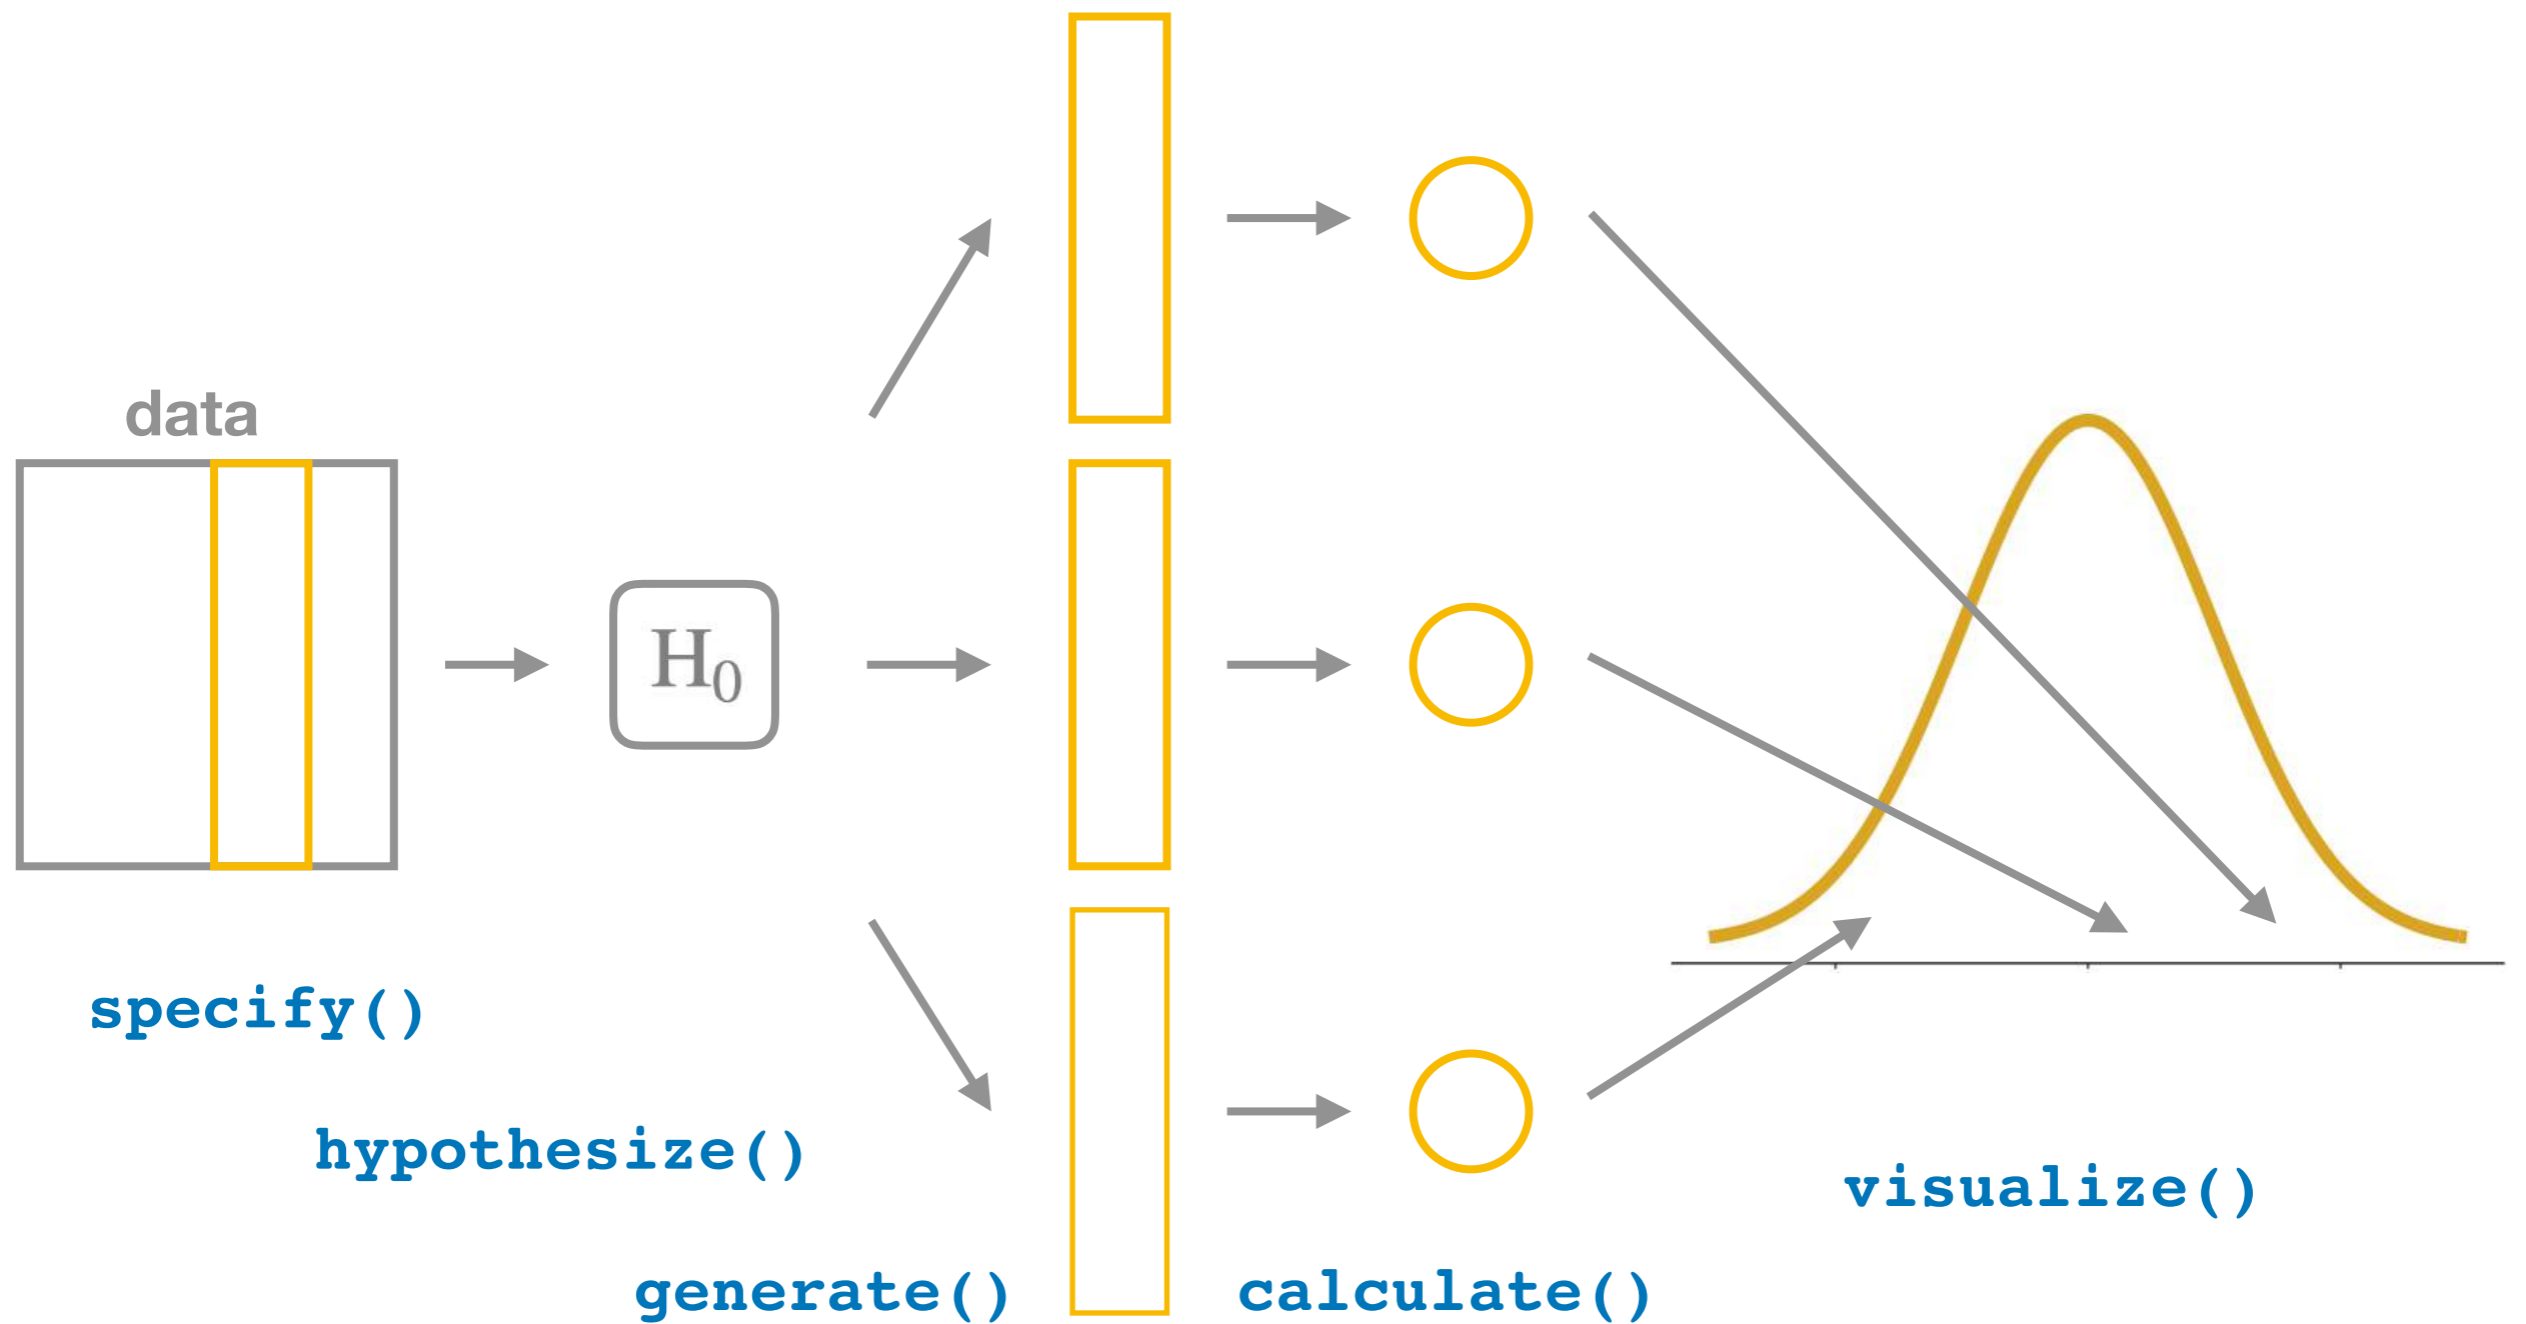 data
H₀
specify()
hypothesize()
generate()
calculate()
visualize()